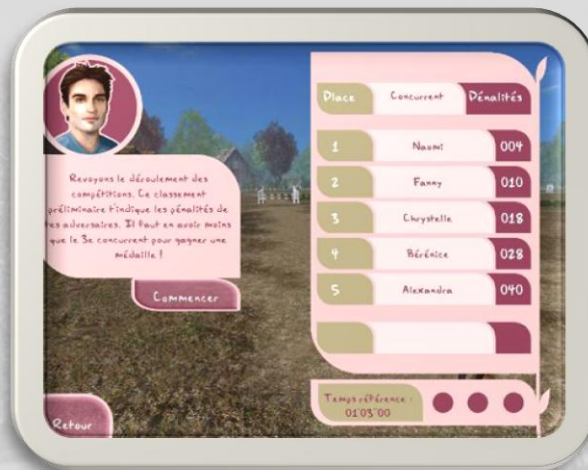 Revoyons le déroulement des
compétitions. Ce classement
préliminaire t'indique les pénalités de
tes adversaires. Il faut en avoir moins
que le 3e concurrent pour gagner une
médaille !
Commencer
Retour
Place Concurrent Pénalités
1 Naomi 004
2 Fanny 010
3 Chrystelle 018
4 Bérénice 028
5 Alexandra 040
Temps référence :
01'03"00